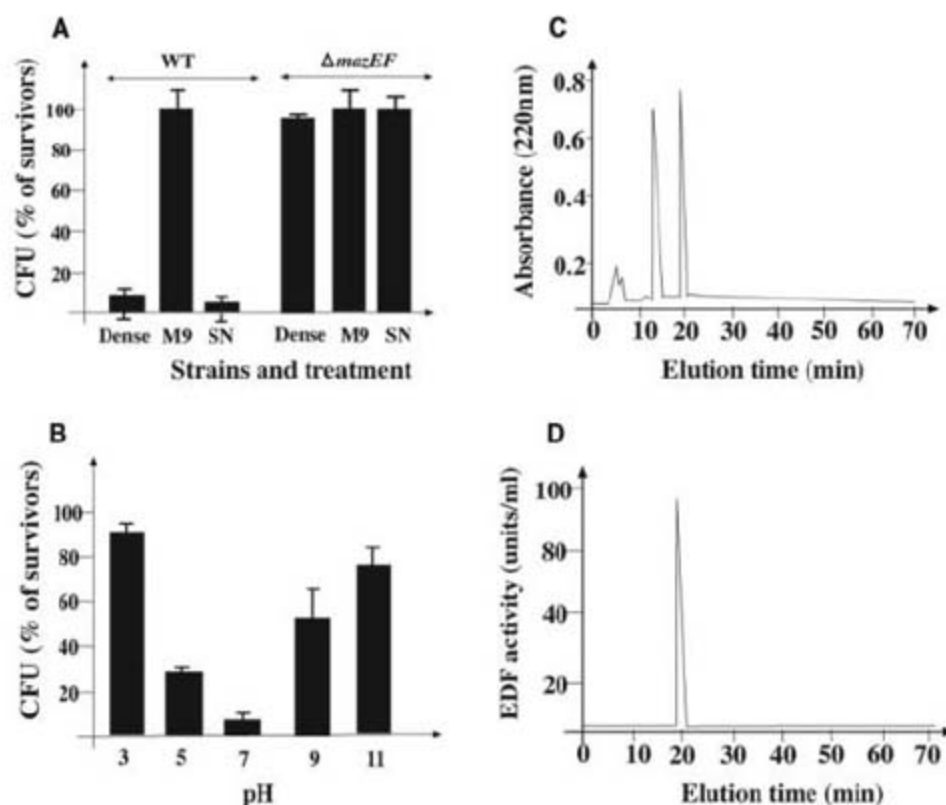 A
WT
ΔmazEF
CFU (% of survivors)
100
80
60
40
20
Dense M9 SN
Dense M9 SN
Strains and treatment
B
CFU (% of survivors)
100
80
60
40
20
3 5 7 9 11
pH
C
Absorbance (220nm)
0.8
0.6
0.4
0.2
0 10 20 30 40 50 60 70
Elution time (min)
D
EDF activity (units/ml)
100
80
40
20
0 10 20 30 40 50 60 70
Elution time (min)